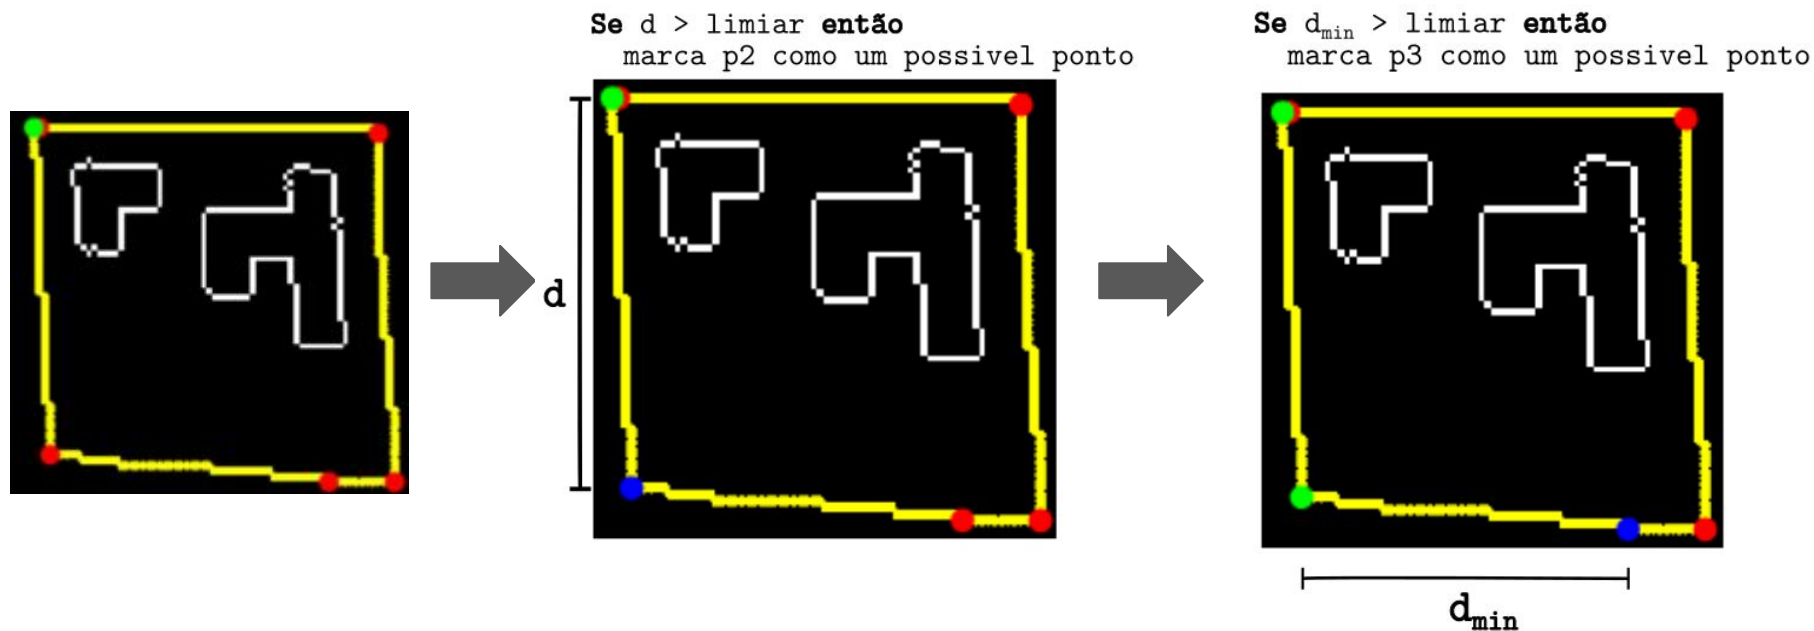 Se d > limiar então
marca p2 como um possivel ponto
Se dmin > limiar então
marca p3 como um possivel ponto
d
dmin